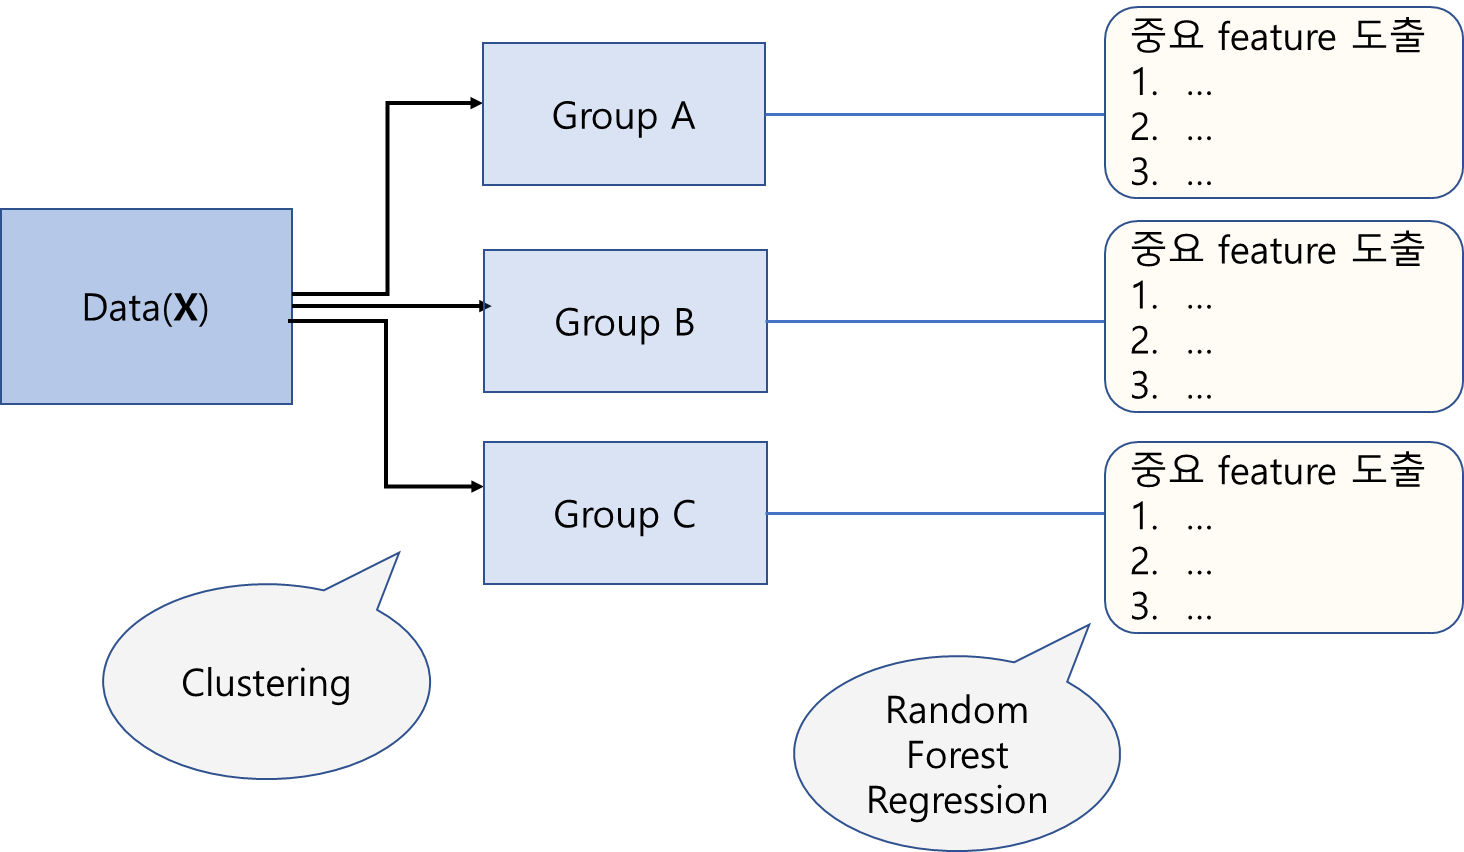 Data(X)
Group A
중요 feature 도출
1. ...
2. ...
3. ...
Group B
중요 feature 도출
1. ...
2. ...
3. ...
Group C
중요 feature 도출
1. ...
2. ...
3. ...
Clustering
Random
Forest
Regression